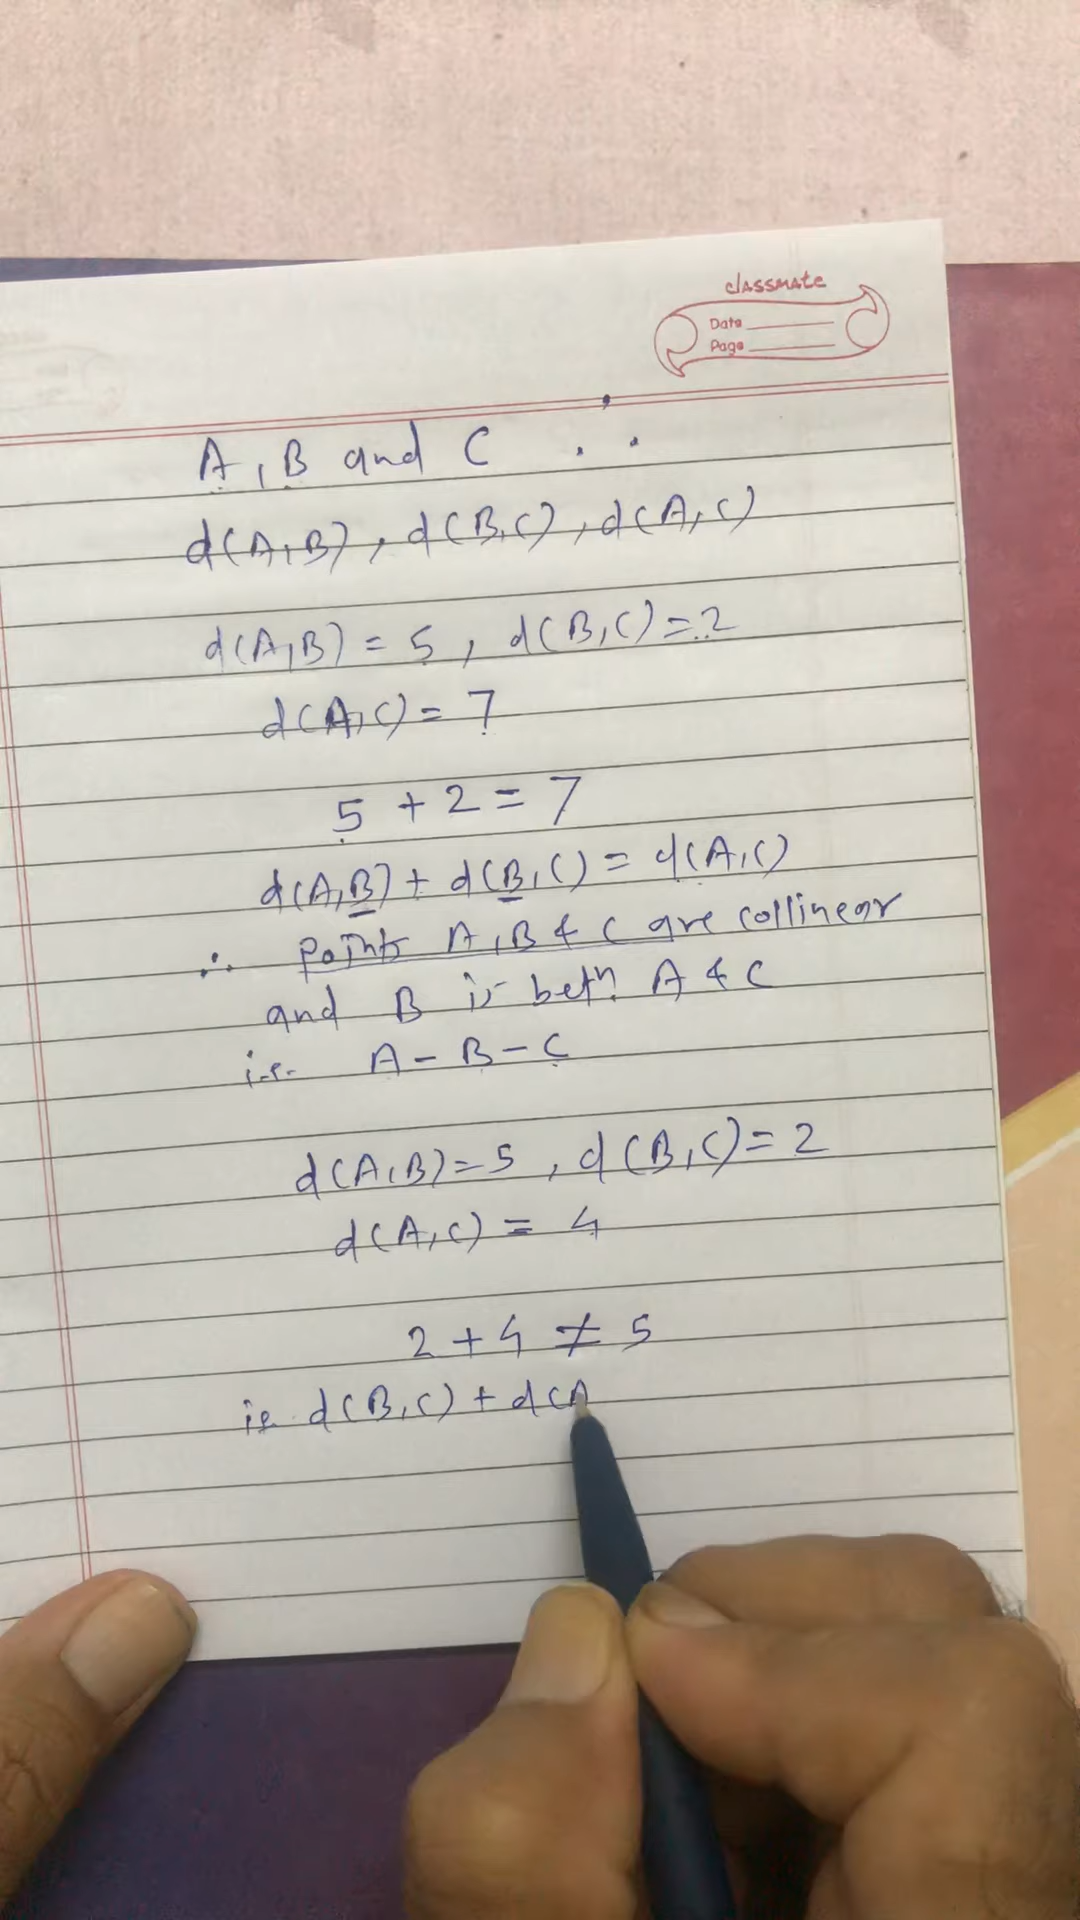 classmate
Date
Page
A, B and C
d(A,B), d(B,C), d(A,C)
d(A,B) = 5, d(B,C) = 2
d(A,C) = 7
5 + 2 = 7
d(A,B) + d(B,C) = d(A,C)
∴ points A, B & C are collinear
and B is betn. A & C
i.e. A - B - C
d(A,B) = 5, d(B,C) = 2
d(A,C) = 4
2 + 4 ≠ 5
ie d(B,C) + d(A